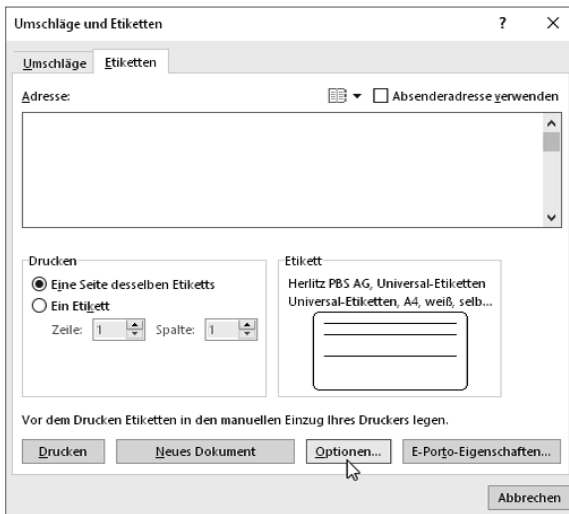 Umschläge und Etiketten ? ×
Umschläge Etiketten
Adresse: Absenderadresse verwenden
Drucken
Eine Seite desselben Etiketts
Ein Etikett
Zeile: 1 Spalte: 1
Etikett
Herlitz PBS AG, Universal-Etiketten
Universal-Etiketten, A4, weiß, selb...
Vor dem Drucken Etiketten in den manuellen Einzug Ihres Druckers legen.
Drucken Neues Dokument Optionen... E-Porto-Eigenschaften...
Abbrechen